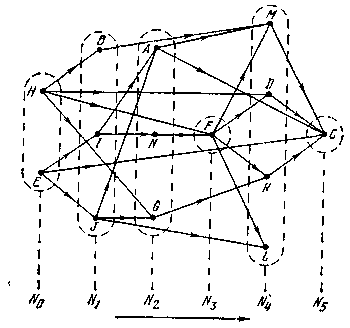 M
B A
H D
I N F C
E K
J G
L
N₀ N₁ N₂ N₃ N₄ N₅